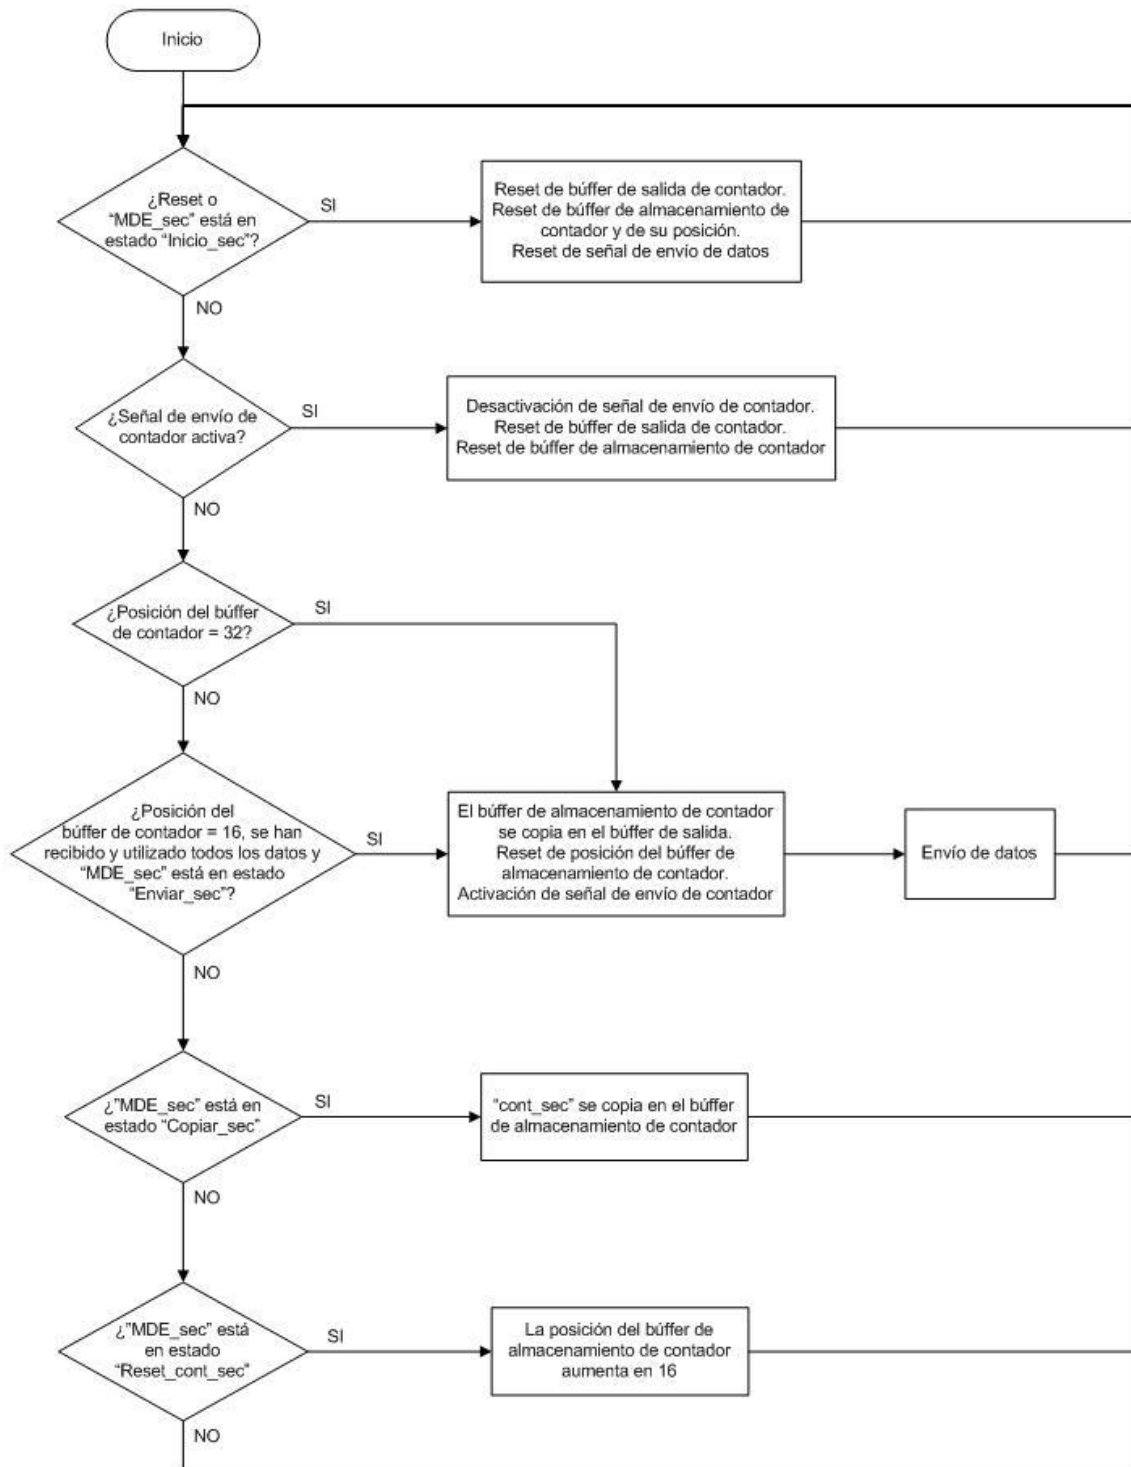 Inicio
¿Reset o
“MDE_sec” está en
estado “Inicio_sec”?
SI
Reset de búffer de salida de contador.
Reset de búffer de almacenamiento de
contador y de su posición.
Reset de señal de envío de datos
NO
¿Señal de envío de
contador activa?
SI
Desactivación de señal de envío de contador.
Reset de búffer de salida de contador.
Reset de búffer de almacenamiento de contador
NO
¿Posición del búffer
de contador = 32?
SI
NO
¿Posición del
búffer de contador = 16, se han
recibido y utilizado todos los datos y
“MDE_sec” está en estado
“Enviar_sec”?
SI
El búffer de almacenamiento de contador
se copia en el búffer de salida.
Reset de posición del búffer de
almacenamiento de contador.
Activación de señal de envío de contador
Envío de datos
NO
¿”MDE_sec” está en
estado “Copiar_sec”
SI
“cont_sec” se copia en el búffer
de almacenamiento de contador
NO
¿”MDE_sec” está
en estado
“Reset_cont_sec”
SI
La posición del búffer de
almacenamiento de contador
aumenta en 16
NO